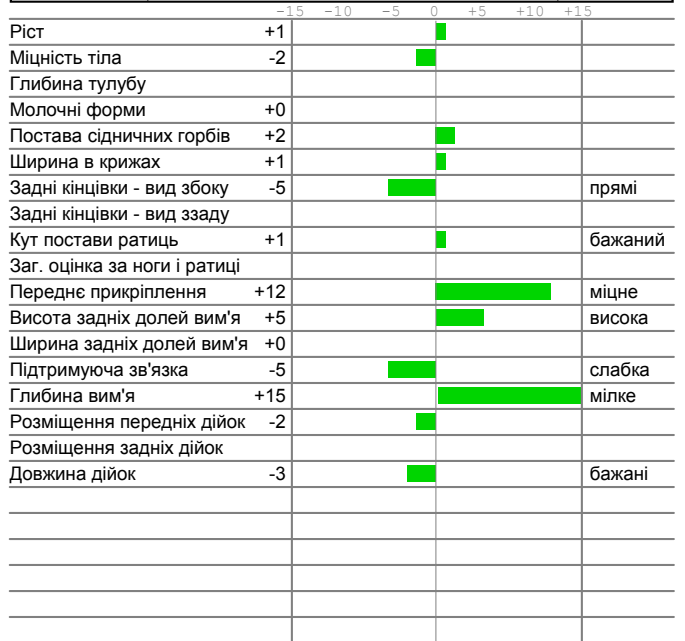 -15 -10 -5 0 +5 +10 +15
Ріст +1
Міцність тіла -2
Глибина тулубу
Молочні форми +0
Постава сідничних горбів +2
Ширина в крижах +1
Задні кінцівки - вид збоку -5 прямі
Задні кінцівки - вид ззаду
Кут постави ратиць +1 бажаний
Заг. оцінка за ноги і ратиці
Переднє прикріплення +12 міцне
Висота задніх долей вим'я +5 висока
Ширина задніх долей вим'я +0
Підтримуюча зв'язка -5 слабка
Глибина вим'я +15 мілке
Розміщення передніх дійок -2
Розміщення задніх дійок
Довжина дійок -3 бажані